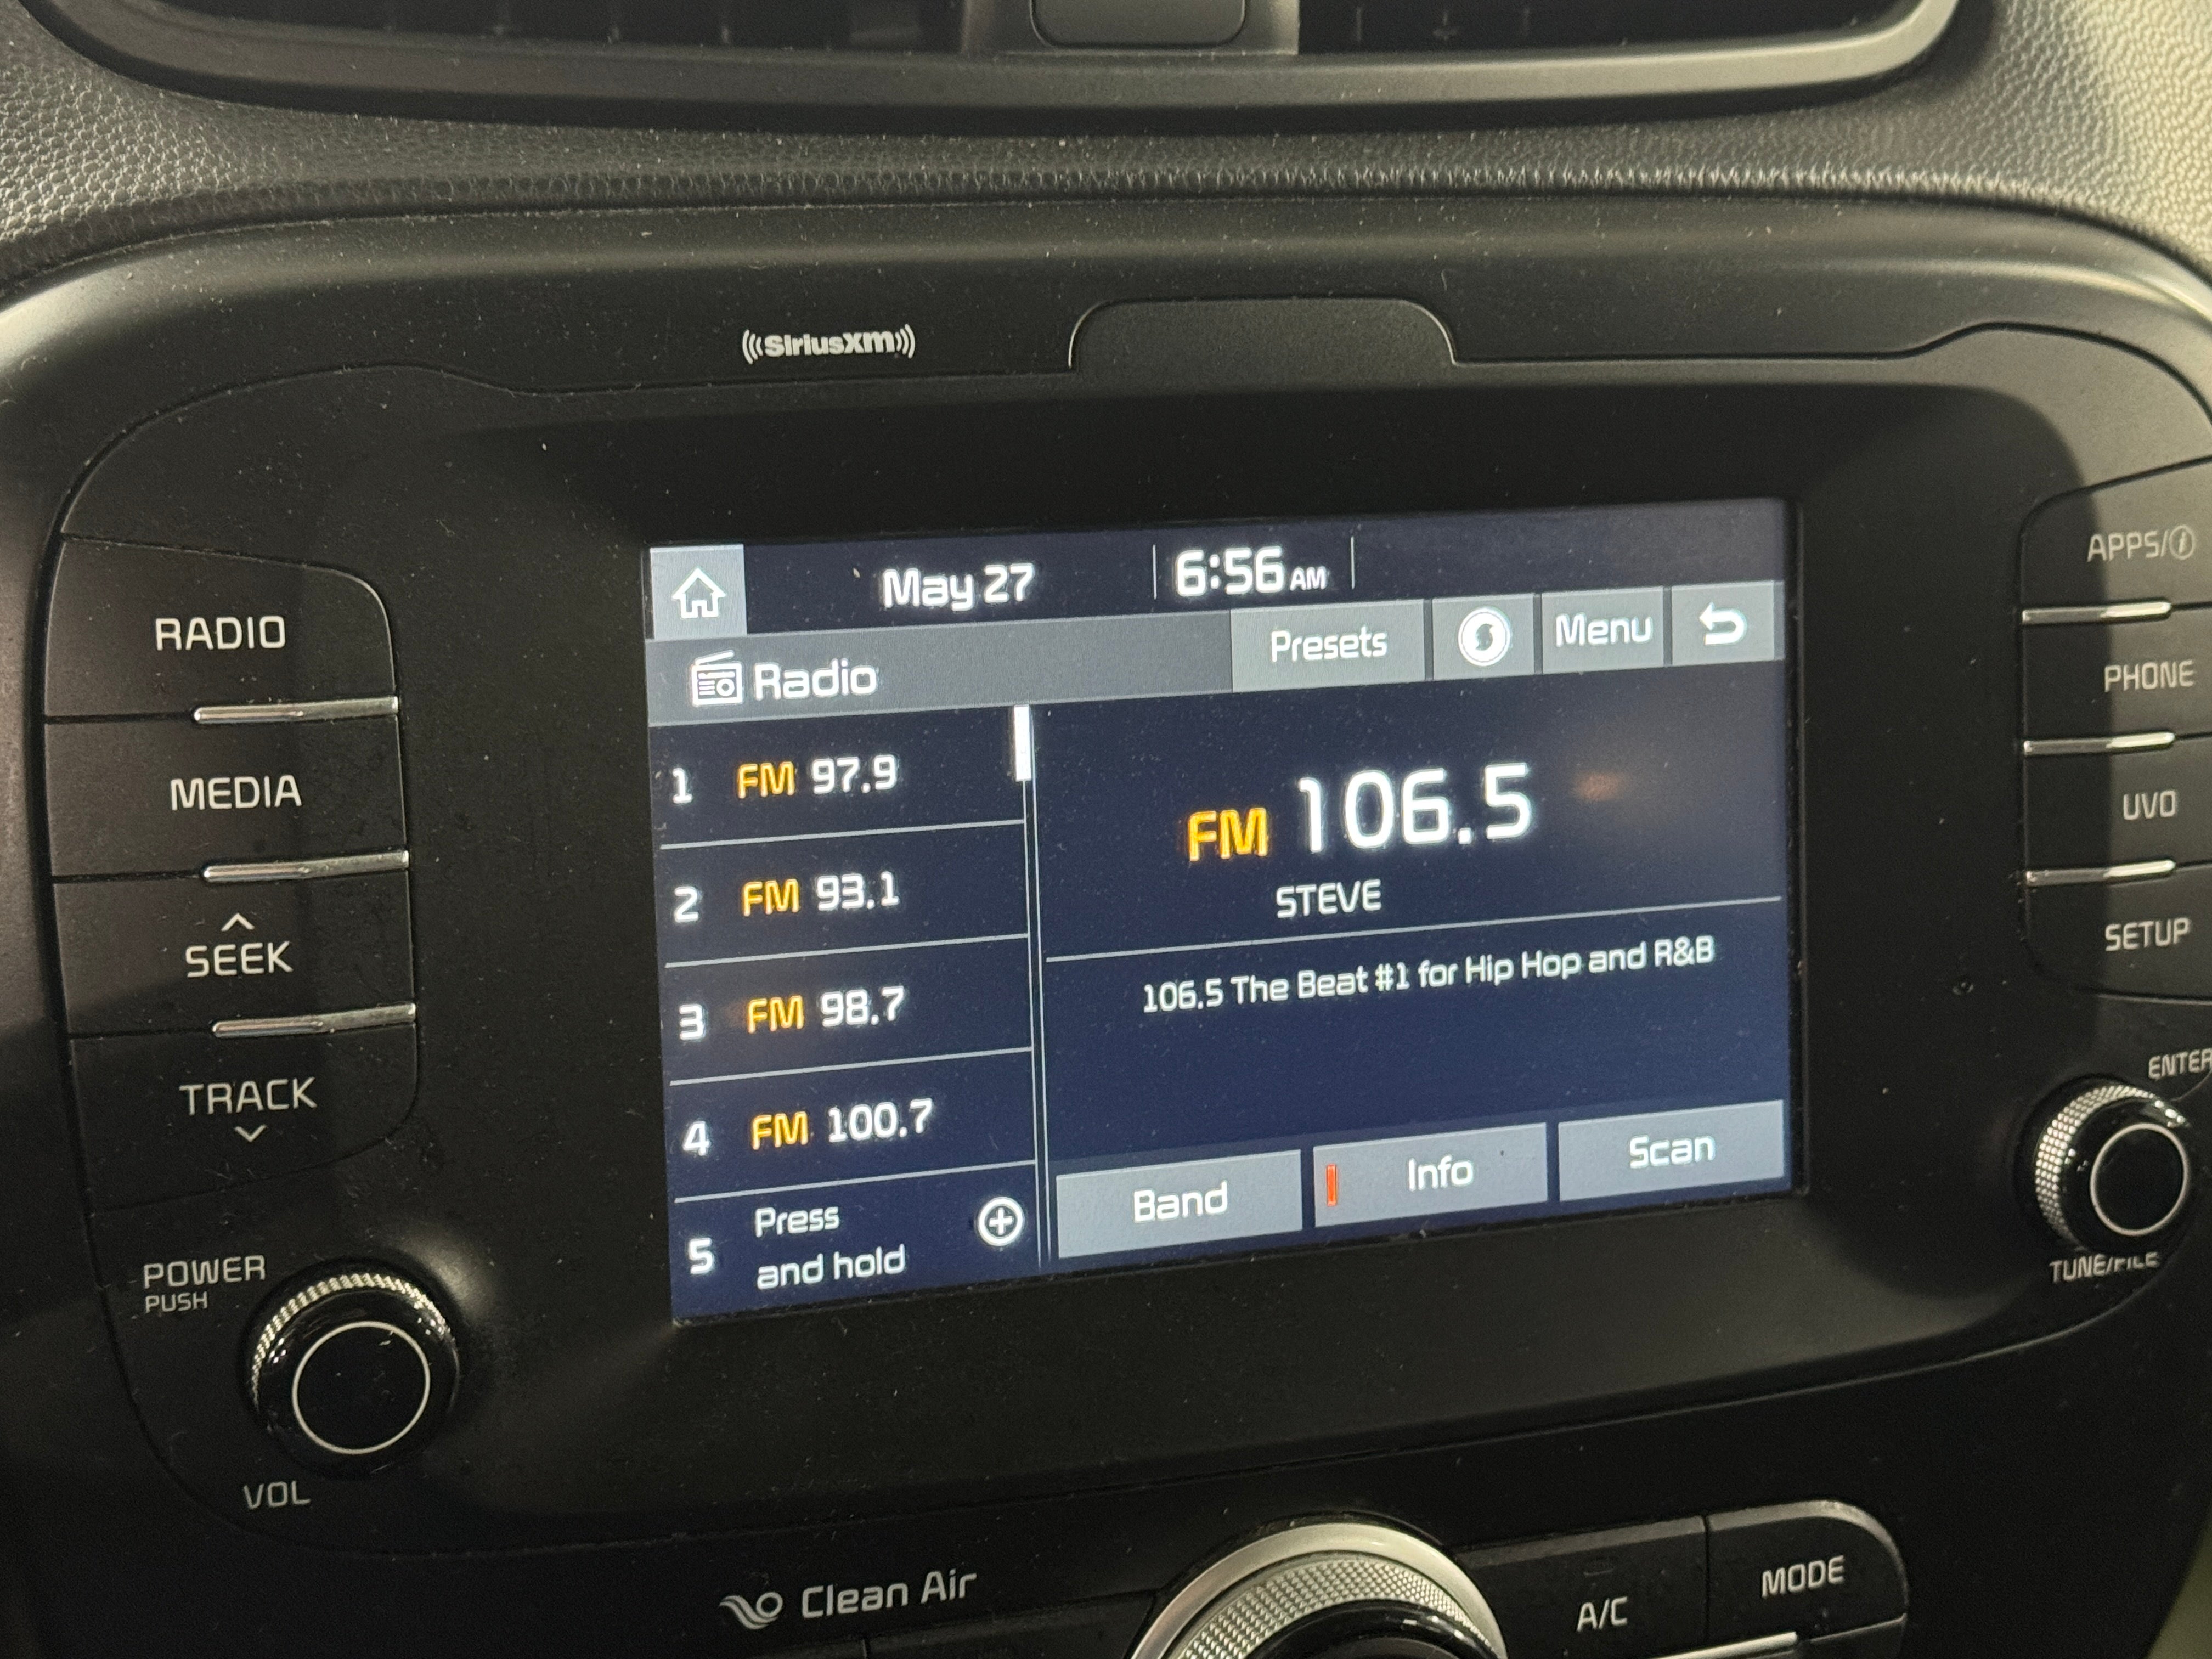 SiriusXM
RADIO
MEDIA
SEEK
TRACK
POWER
PUSH
VOL
May 27
6:56 AM
Radio
Presets
Menu
1 FM 97.9
2 FM 93.1
3 FM 98.7
4 FM 100.7
5 Press
and hold
FM 106.5
STEVE
106.5 The Beat #1 for Hip Hop and R&B
Band
Info
Scan
APPS/i
PHONE
UVO
SETUP
ENTER
TUNE/FILE
Clean Air
A/C
MODE